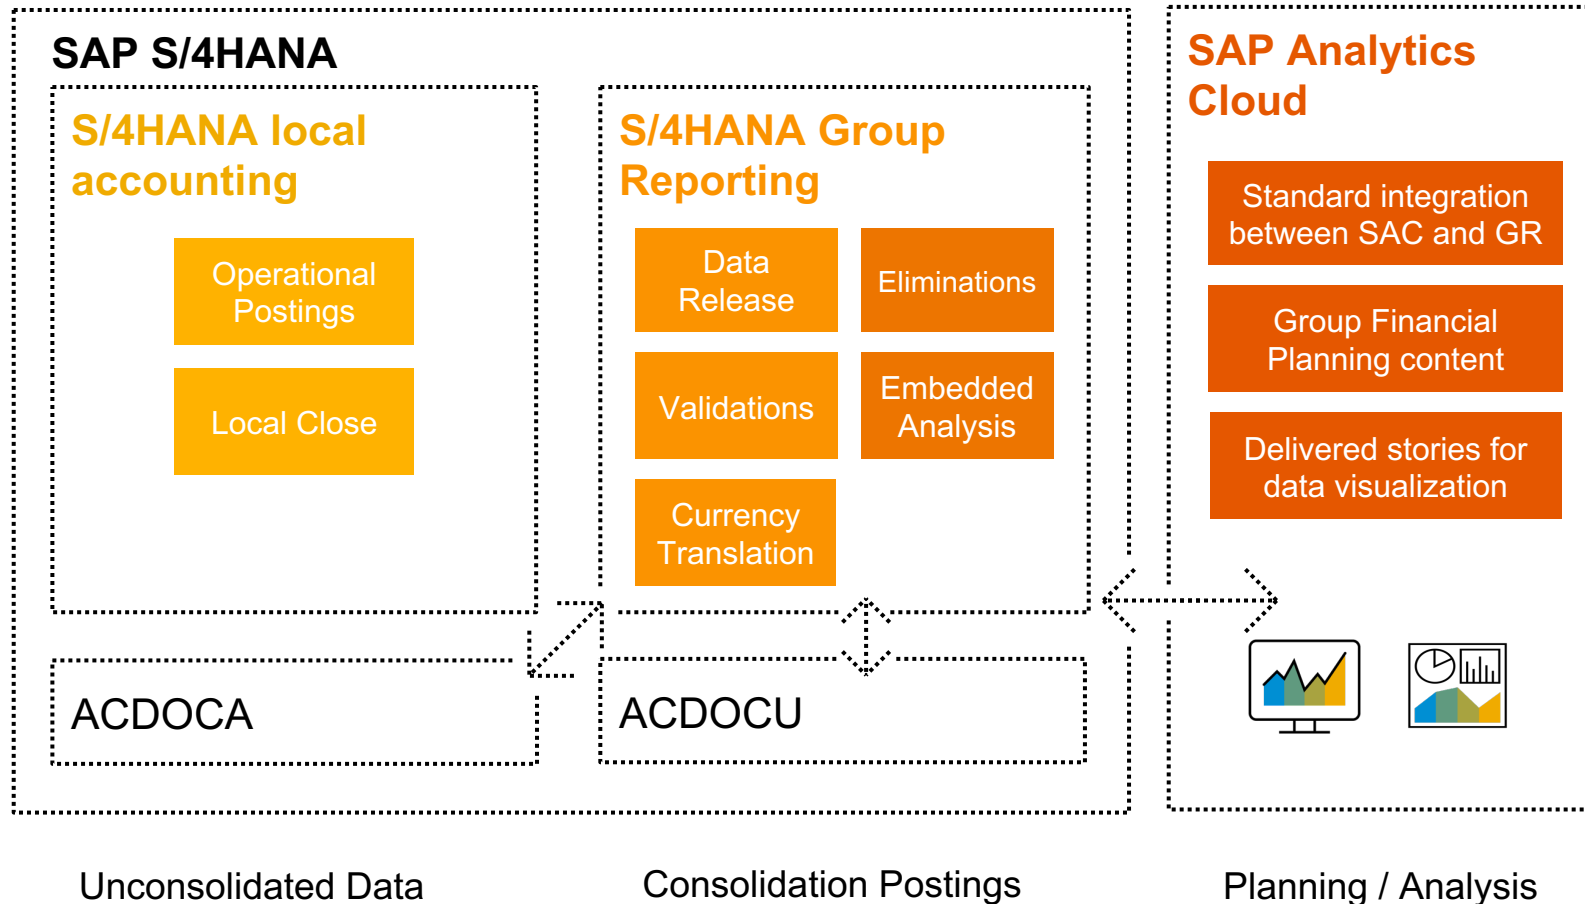 SAP S/4HANA
S/4HANA local
accounting
Operational
Postings
Local Close
S/4HANA Group
Reporting
Data
Release
Eliminations
Validations
Embedded
Analysis
Currency
Translation
ACDOCA
ACDOCU
SAP Analytics
Cloud
Standard integration
between SAC and GR
Group Financial
Planning content
Delivered stories for
data visualization
Unconsolidated Data
Consolidation Postings
Planning / Analysis